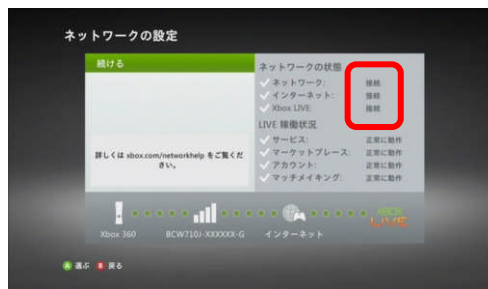 ネットワークの設定
続ける
詳しくは xbox.com/networkhelp をご覧くだ
さい。
ネットワークの状態
ネットワーク: 接続
インターネット: 接続
Xbox LIVE: 接続
LIVE 稼働状況
サービス: 正常に動作
マーケットプレース: 正常に動作
アカウント: 正常に動作
マッチメイキング: 正常に動作
XBOX
LIVE
Xbox 360 BCW710J-XXXXXX-G インターネット
A 選ぶ B 戻る